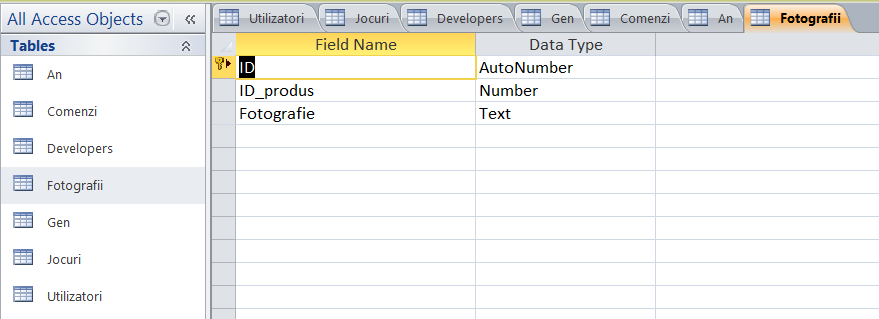 All Access Objects
Tables
An
Comenzi
Developers
Fotografii
Gen
Jocuri
Utilizatori
Utilizatori Jocuri Developers Gen Comenzi An Fotografii
Field Name Data Type
ID AutoNumber
ID_produs Number
Fotografie Text